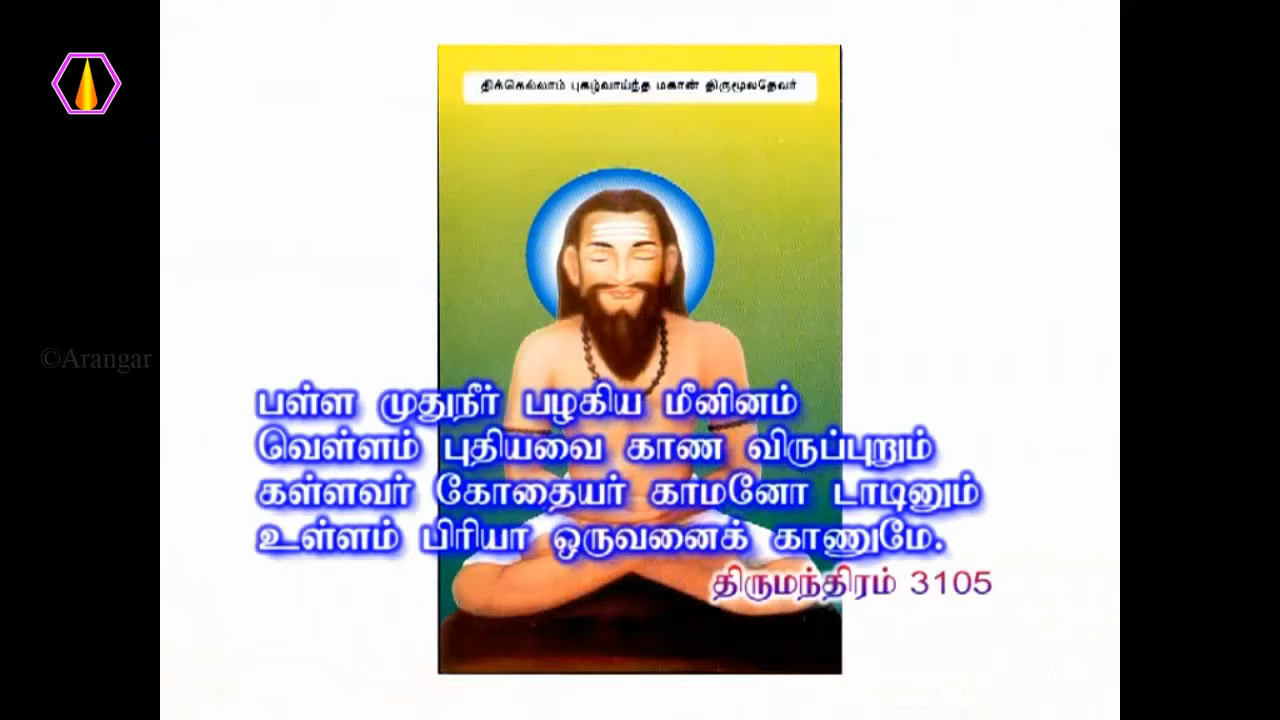 திக்கெல்லாம் புகழ்வாய்ந்த மகான் திருமூலதேவர்
©Arangar
பள்ள முதுநீர் பழகிய மீனினம்
வெள்ளம் புதியவை காண விருப்புறும்
கள்ளவர் கோதையர் காமனோ டாடினும்
உள்ளம் பிரியா ஒருவனைக் காணுமே.
திருமந்திரம் 3105